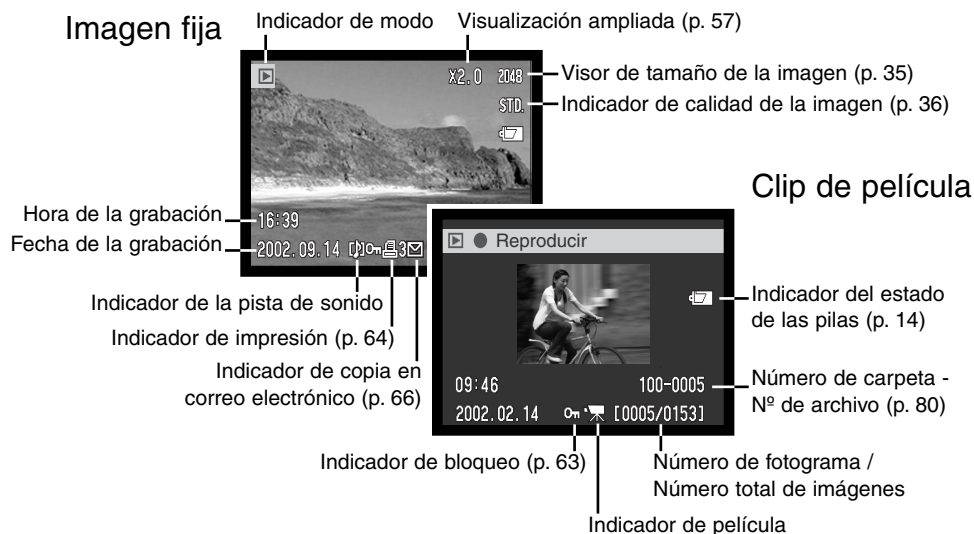 Imagen fija
Indicador de modo
Visualización ampliada (p. 57)
X2.0 2048
Visor de tamaño de la imagen (p. 35)
STD.
Indicador de calidad de la imagen (p. 36)
Hora de la grabación
16:39
Fecha de la grabación
2002.09.14 3
Indicador de la pista de sonido
Indicador de impresión (p. 64)
Indicador de copia en
correo electrónico (p. 66)
Clip de película
Reproducir
Indicador del estado
de las pilas (p. 14)
09:46 100-0005
Número de carpeta -
Nº de archivo (p. 80)
2002.02.14 [0005/0153]
Indicador de bloqueo (p. 63)
Número de fotograma /
Número total de imágenes
Indicador de película